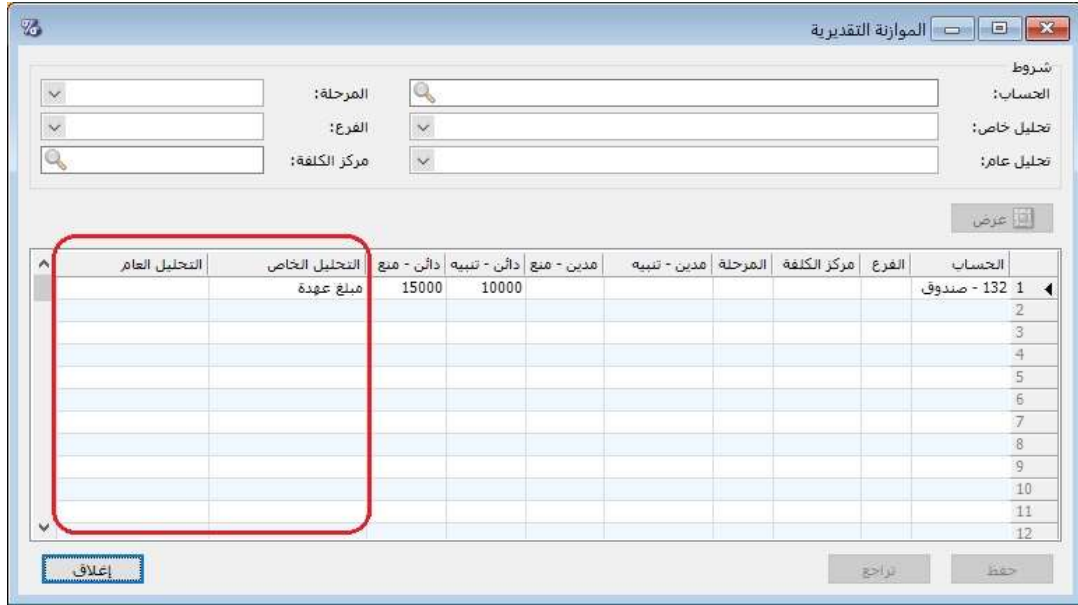 الموازنة التقديرية
شروط
الحساب: المرحلة:
تحليل خاص: الفرع:
تحليل عام: مركز الكلفة:
عرض
الحساب الفرع مركز الكلفة المرحلة مدين - تنبيه مدين - منع دائن - تنبيه دائن - منع التحليل الخاص التحليل العام
1 132 - صندوق 10000 15000 مبلغ عهدة
2
3
4
5
6
7
8
9
10
11
12
حفظ تراجع إغلاق